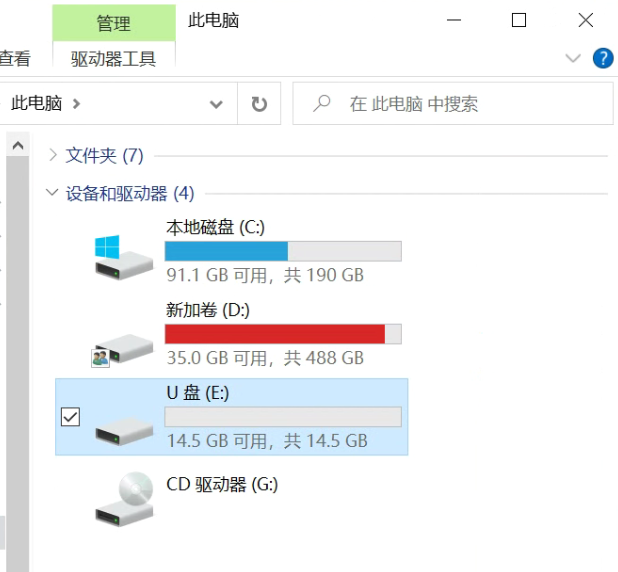 管理
此电脑
查看
驱动器工具
?
此电脑
在 此电脑 中搜索
文件夹 (7)
设备和驱动器 (4)
本地磁盘 (C:)
91.1 GB 可用，共 190 GB
新加卷 (D:)
35.0 GB 可用，共 488 GB
U 盘 (E:)
14.5 GB 可用，共 14.5 GB
CD 驱动器 (G:)